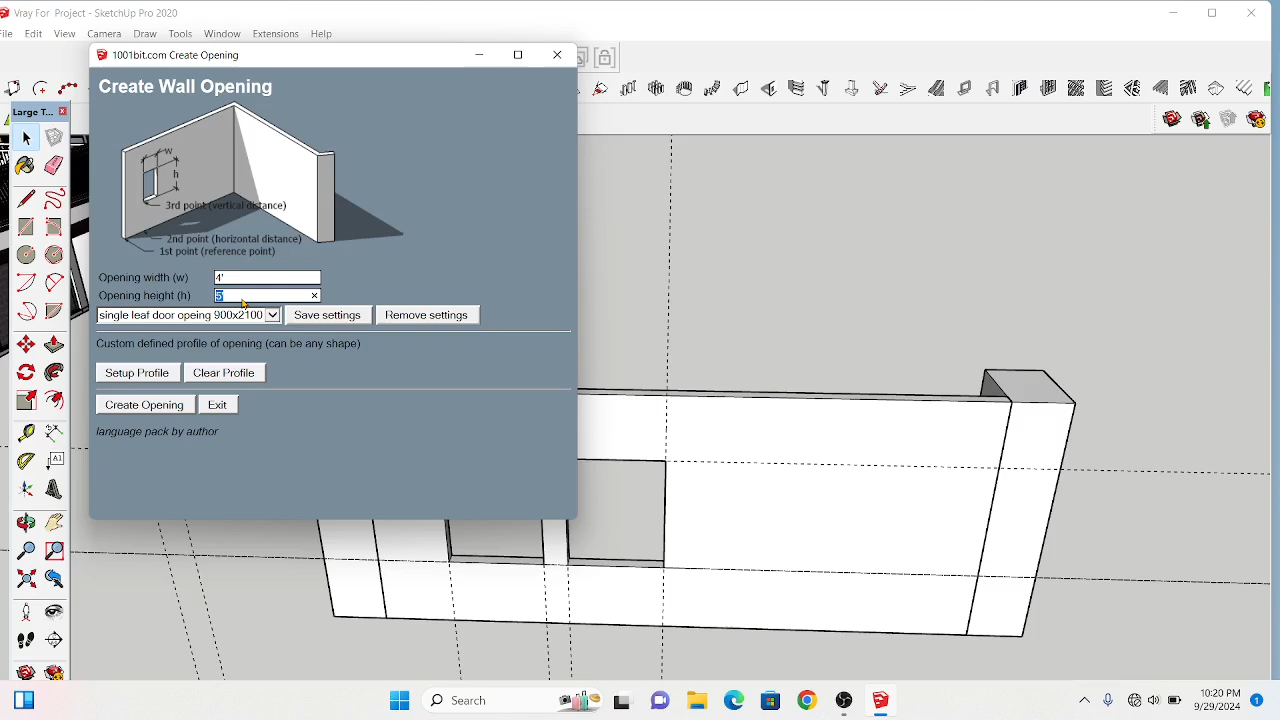 Vray For Project - SketchUp Pro 2020
File Edit View Camera Draw Tools Window Extensions Help
1001bit.com Create Opening
Large T...
Create Wall Opening
w
h
3rd point (vertical distance)
2nd point (horizontal distance)
1st point (reference point)
Opening width (w) 4'
Opening height (h) 5'
single leaf door opeing 900x2100 Save settings Remove settings
Custom defined profile of opening (can be any shape)
Setup Profile Clear Profile
Create Opening Exit
language pack by author
A1
Search
10:20 PM
9/29/2024
1